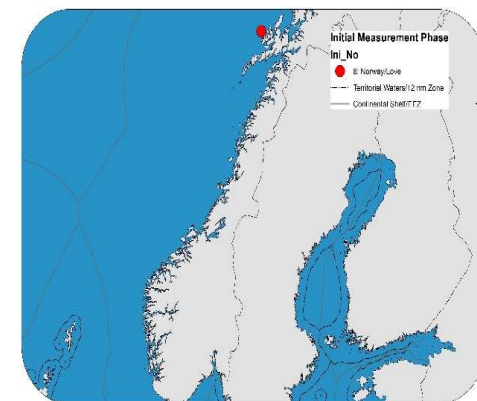 Initial Measurement Phase
Ini_No
8: Norway/Love
Territorial Waters/12 nm Zone
Continental Shelf/EEZ